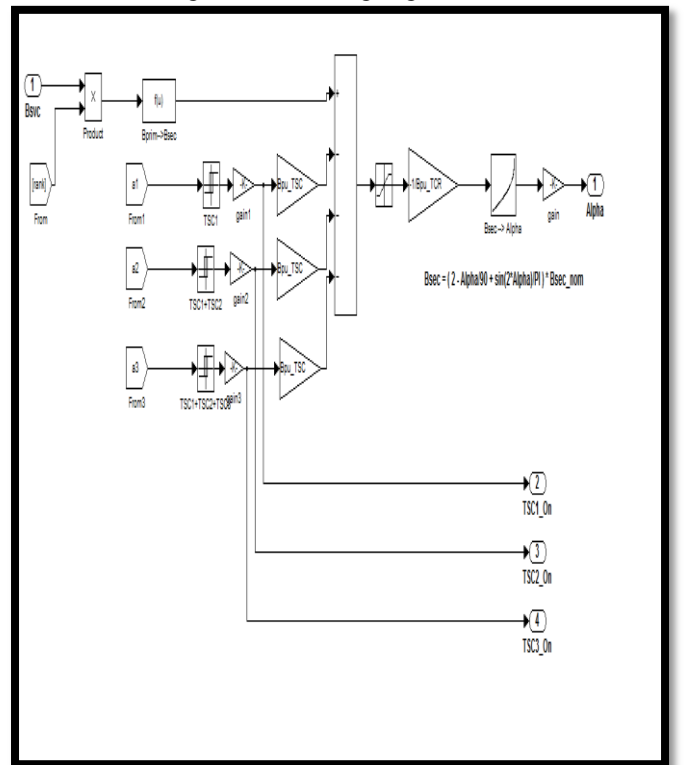 1
Bsvc
X
Product
f(u)
Bprim-->Bsec
[rank]
From
a1
From1
TSC1
-K-
gain1
Bpu_TSC
a2
From2
TSC1+TSC2
-K-
gain2
Bpu_TSC
a3
From3
TSC1+TSC2+TSC3
-K-
gain3
Bpu_TSC
+
-
-
-
-1/Bpu_TCR
Bsec --> Alpha
-K-
gain
1
Alpha
Bsec = ( 2 - Alpha/90 + sin(2*Alpha)/PI ) * Bsec_nom
2
TSC1_On
3
TSC2_On
4
TSC3_On